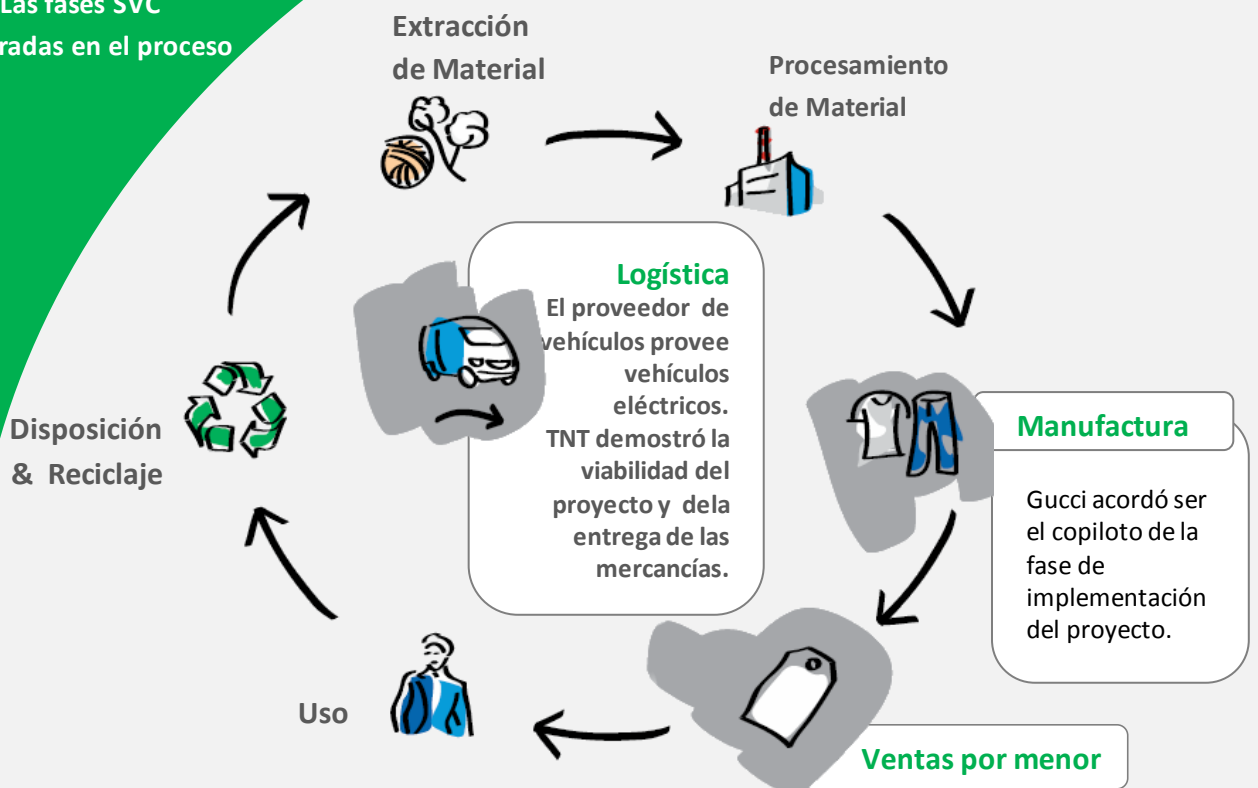 Las fases SVC
radas en el proceso
Extracción
de Material
Procesamiento
de Material
Logística
El proveedor de
vehículos provee
vehículos
eléctricos.
TNT demostró la
viabilidad del
proyecto y dela
entrega de las
mercancías.
Manufactura
Gucci acordó ser
el copiloto de la
fase de
implementación
del proyecto.
Disposición
& Reciclaje
Uso
Ventas por menor